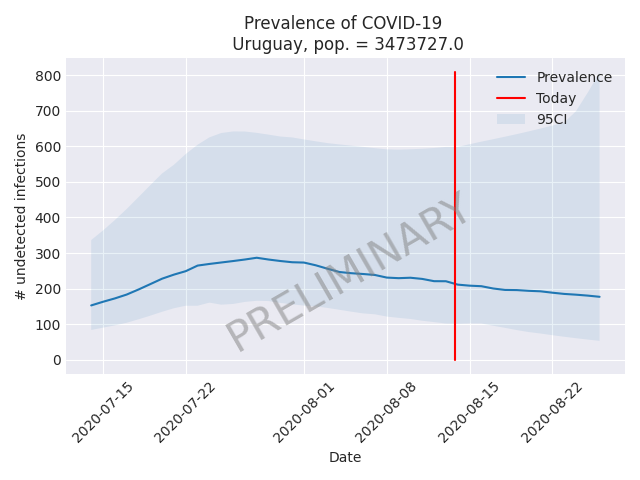 Prevalence of COVID-19
Uruguay, pop. = 3473727.0
Prevalence
Today
95CI
800
700
600
500
400
300
200
100
0
# undetected infections
PRELIMINARY
2020-07-15
2020-07-22
2020-08-01
2020-08-08
2020-08-15
2020-08-22
Date